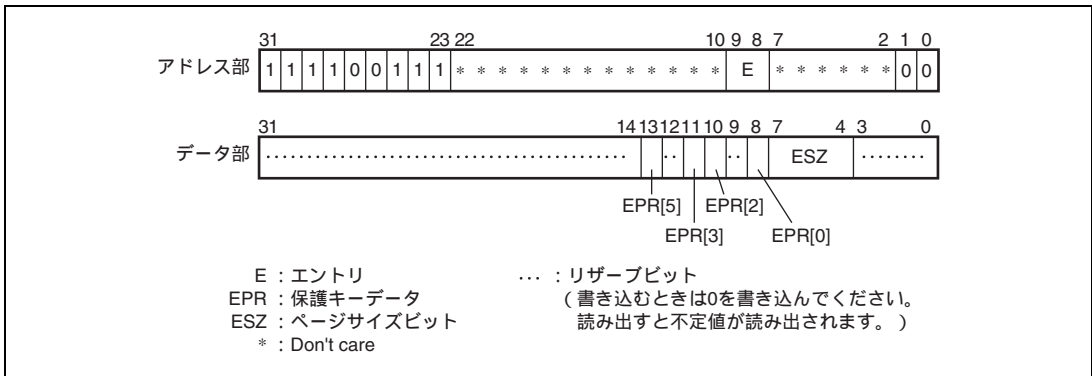 31 23 22 10 9 8 7 2 1 0
アドレス部 1 1 1 1 0 0 1 1 1 * * * * * * * * * * * * * E * * * * * * 0 0
31 14 13 12 11 10 9 8 7 4 3 0
データ部 ･･････････････････････････････････････ ･･ ･･ ESZ ････････
EPR[5] EPR[2]
EPR[3] EPR[0]
E : エントリ ･･･ : リザーブビット
EPR : 保護キーデータ (書き込むときは0を書き込んでください。
ESZ : ページサイズビット 読み出すと不定値が読み出されます。)
* : Don't care